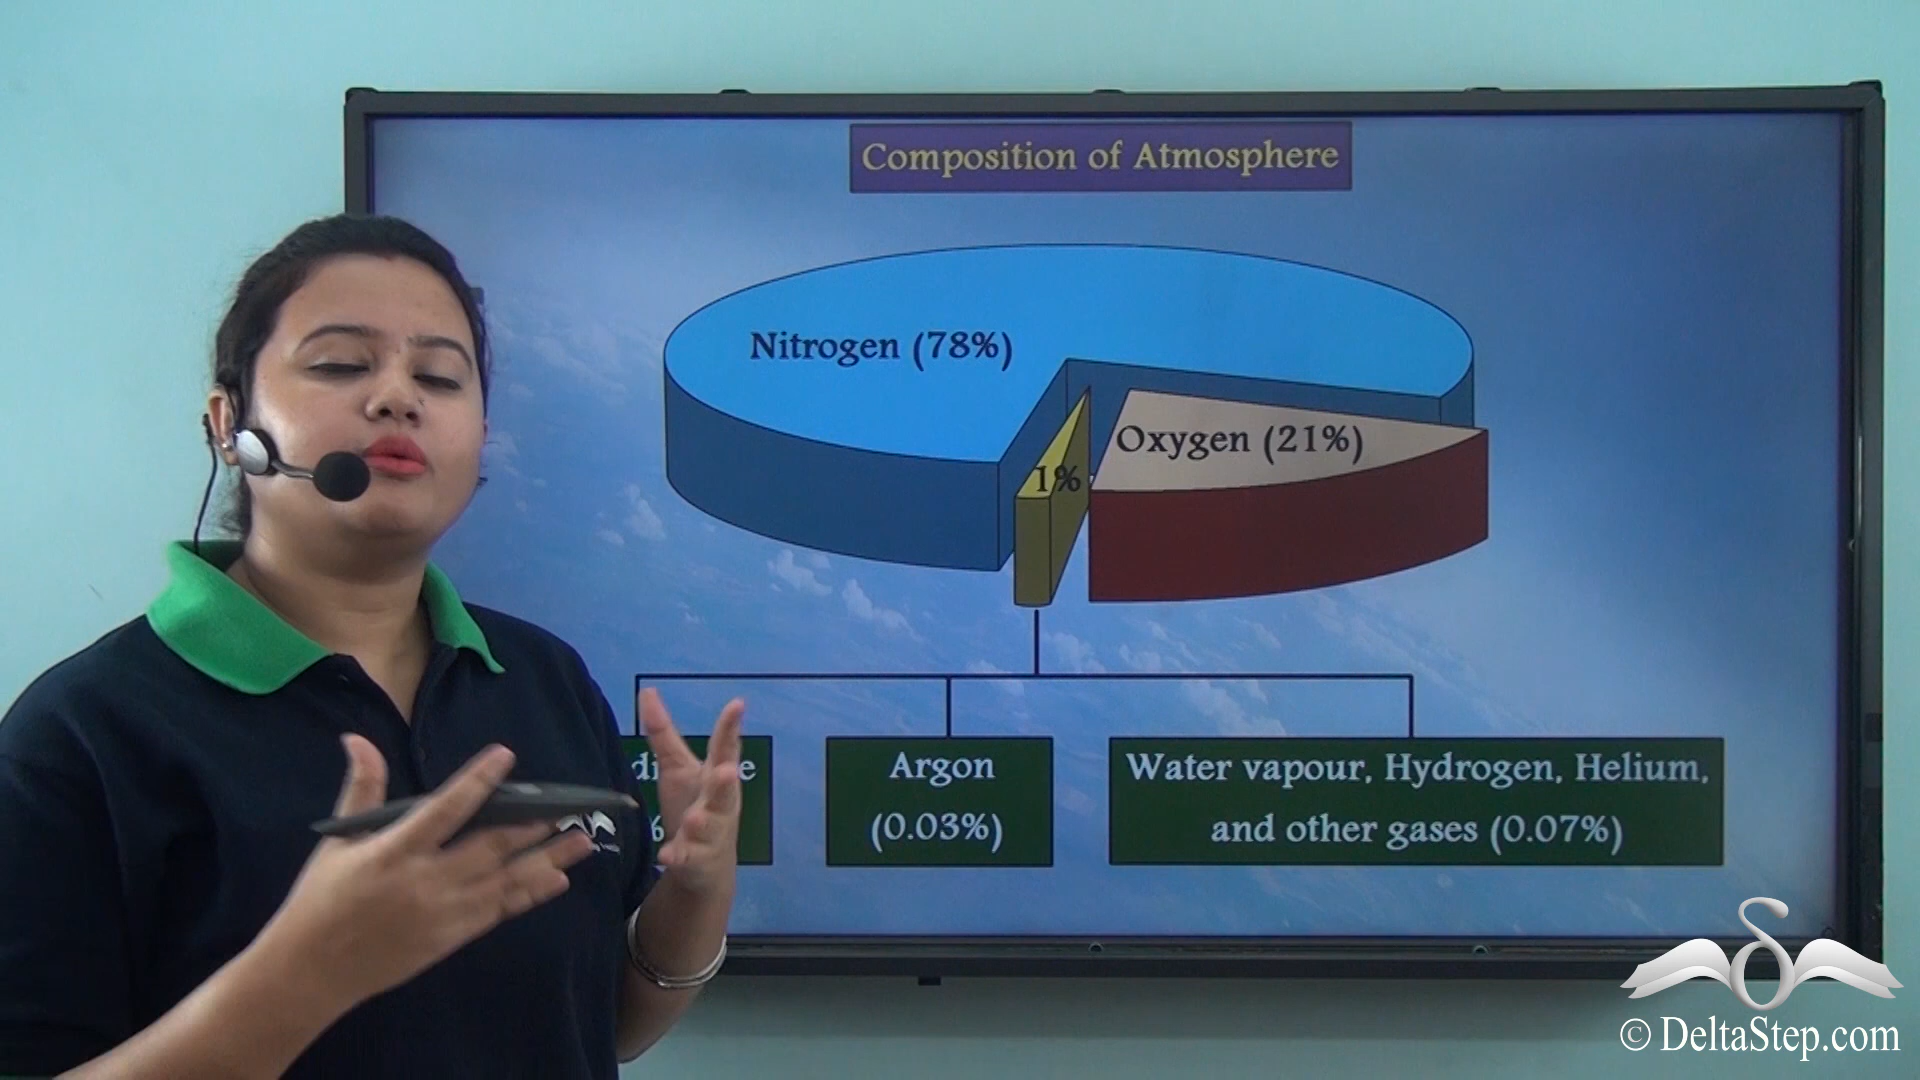 Composition of Atmosphere
Nitrogen (78%)
Oxygen (21%)
1%
Argon
(0.03%)
Water vapour, Hydrogen, Helium,
and other gases (0.07%)
© DeltaStep.com